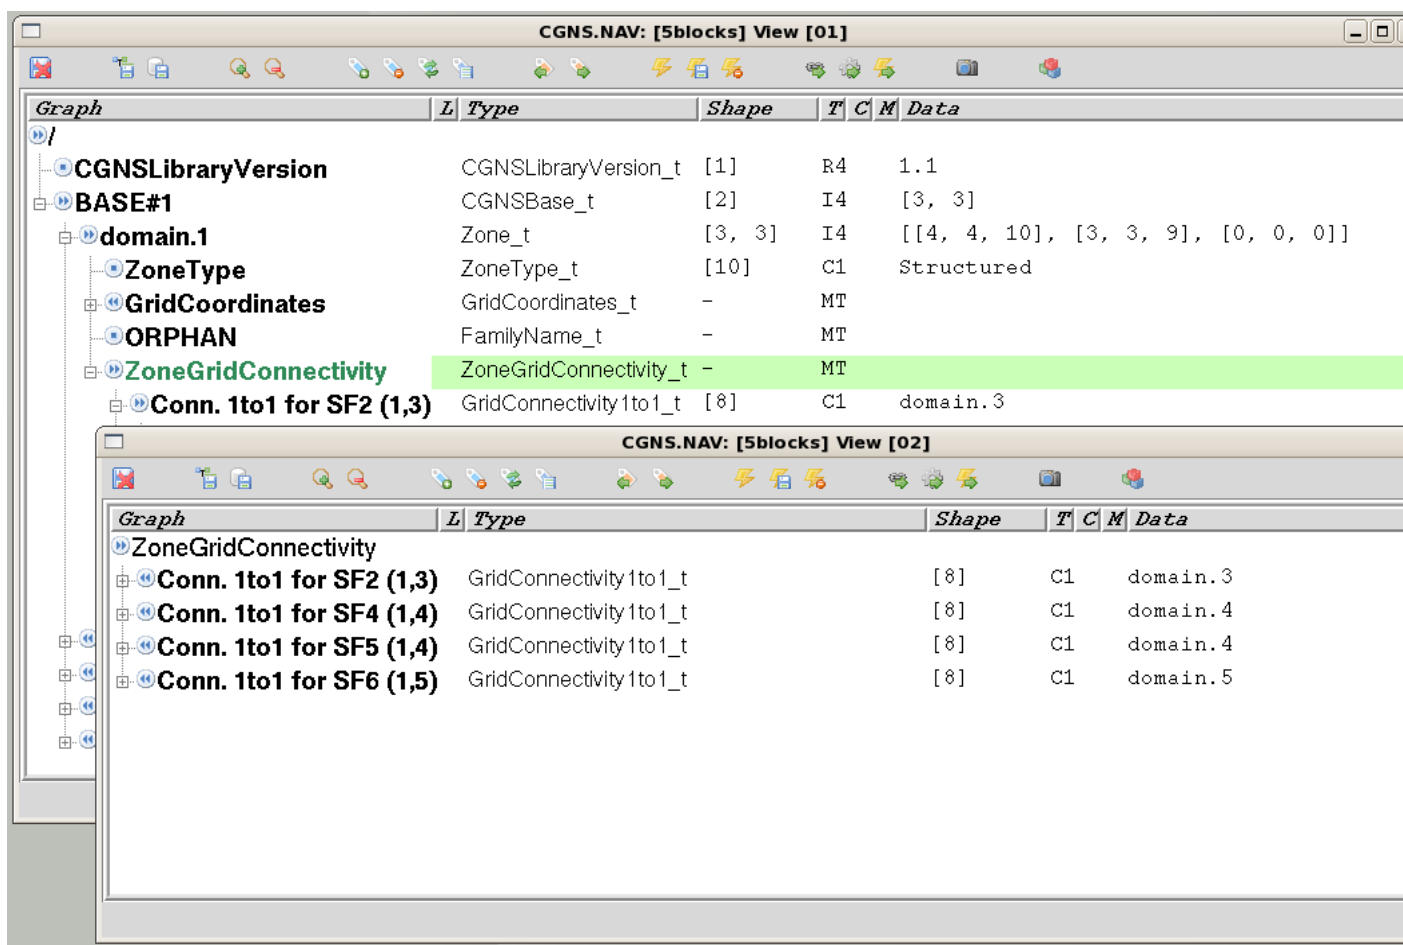 CGNS.NAV: [5blocks] View [01]
Graph L Type Shape T C M Data
/
CGNSLibraryVersion CGNSLibraryVersion_t [1] R4 1.1
BASE#1 CGNSBase_t [2] I4 [3, 3]
domain.1 Zone_t [3, 3] I4 [[4, 4, 10], [3, 3, 9], [0, 0, 0]]
ZoneType ZoneType_t [10] C1 Structured
GridCoordinates GridCoordinates_t - MT
ORPHAN FamilyName_t - MT
ZoneGridConnectivity ZoneGridConnectivity_t - MT
Conn. 1to1 for SF2 (1,3) GridConnectivity1to1_t [8] C1 domain.3
CGNS.NAV: [5blocks] View [02]
Graph L Type Shape T C M Data
ZoneGridConnectivity
Conn. 1to1 for SF2 (1,3) GridConnectivity1to1_t [8] C1 domain.3
Conn. 1to1 for SF4 (1,4) GridConnectivity1to1_t [8] C1 domain.4
Conn. 1to1 for SF5 (1,4) GridConnectivity1to1_t [8] C1 domain.4
Conn. 1to1 for SF6 (1,5) GridConnectivity1to1_t [8] C1 domain.5